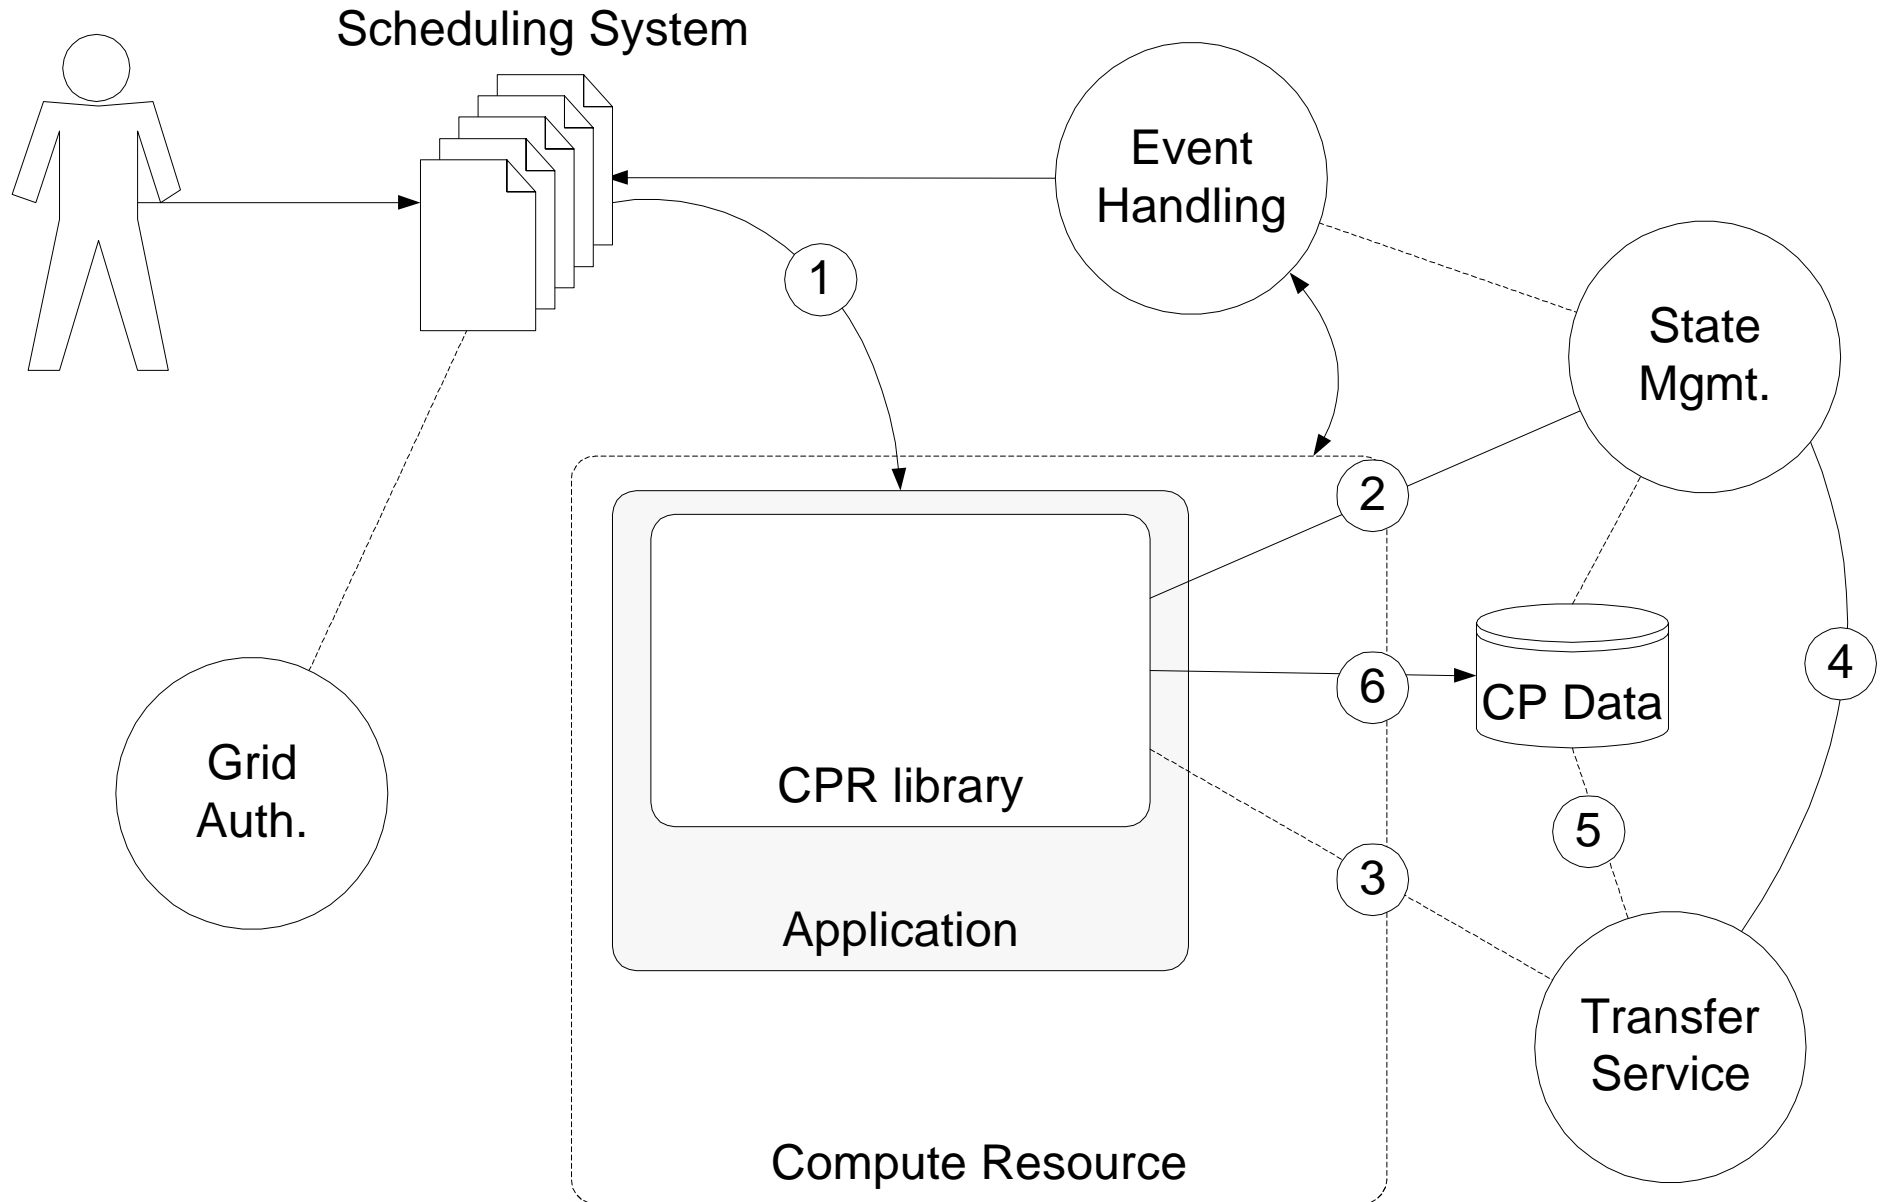 Scheduling System
Event
Handling
1
State
Mgmt.
2
6
CP Data
4
Grid
Auth.
CPR library
5
3
Application
Transfer
Service
Compute Resource